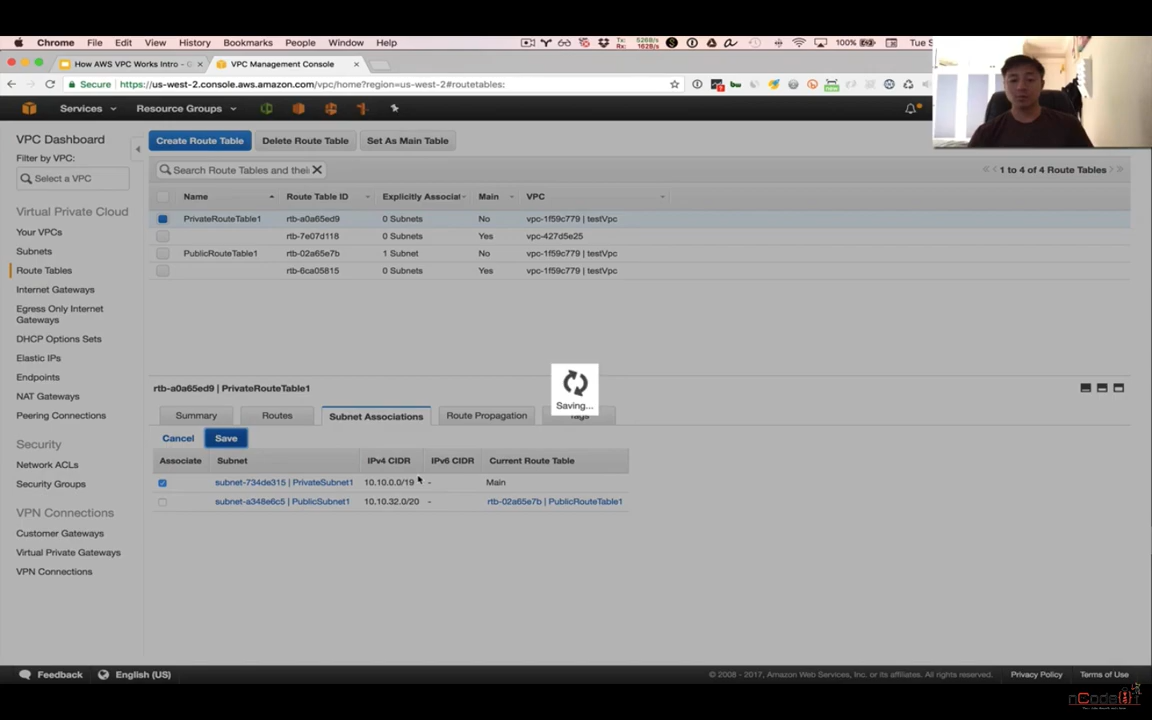 Chrome File Edit View History Bookmarks People Window Help 100% Tue S
How AWS VPC Works Intro - G × VPC Management Console ×
Secure https://us-west-2.console.aws.amazon.com/vpc/home?region=us-west-2#routetables:
Services Resource Groups
VPC Dashboard
Filter by VPC:
Select a VPC
Virtual Private Cloud
Your VPCs
Subnets
Route Tables
Internet Gateways
Egress Only Internet
Gateways
DHCP Options Sets
Elastic IPs
Endpoints
NAT Gateways
Peering Connections
Security
Network ACLs
Security Groups
VPN Connections
Customer Gateways
Virtual Private Gateways
VPN Connections
Create Route Table Delete Route Table Set As Main Table
Search Route Tables and thei X 1 to 4 of 4 Route Tables
Name Route Table ID Explicitly Associat Main VPC
PrivateRouteTable1 rtb-a0a65ed9 0 Subnets No vpc-1f59c779 | testVpc
rtb-7e07d118 0 Subnets Yes vpc-427d5e25
PublicRouteTable1 rtb-02a65e7b 1 Subnet No vpc-1f59c779 | testVpc
rtb-6ca05815 0 Subnets Yes vpc-1f59c779 | testVpc
rtb-a0a65ed9 | PrivateRouteTable1
Saving...
Summary Routes Subnet Associations Route Propagation Tags
Cancel Save
Associate Subnet IPv4 CIDR IPv6 CIDR Current Route Table
subnet-734de315 | PrivateSubnet1 10.10.0.0/19 - Main
subnet-a348e6c5 | PublicSubnet1 10.10.32.0/20 - rtb-02a65e7b | PublicRouteTable1
Feedback English (US) © 2008 - 2017, Amazon Web Services, Inc. or its affiliates. All rights reserved. Privacy Policy Terms of Use